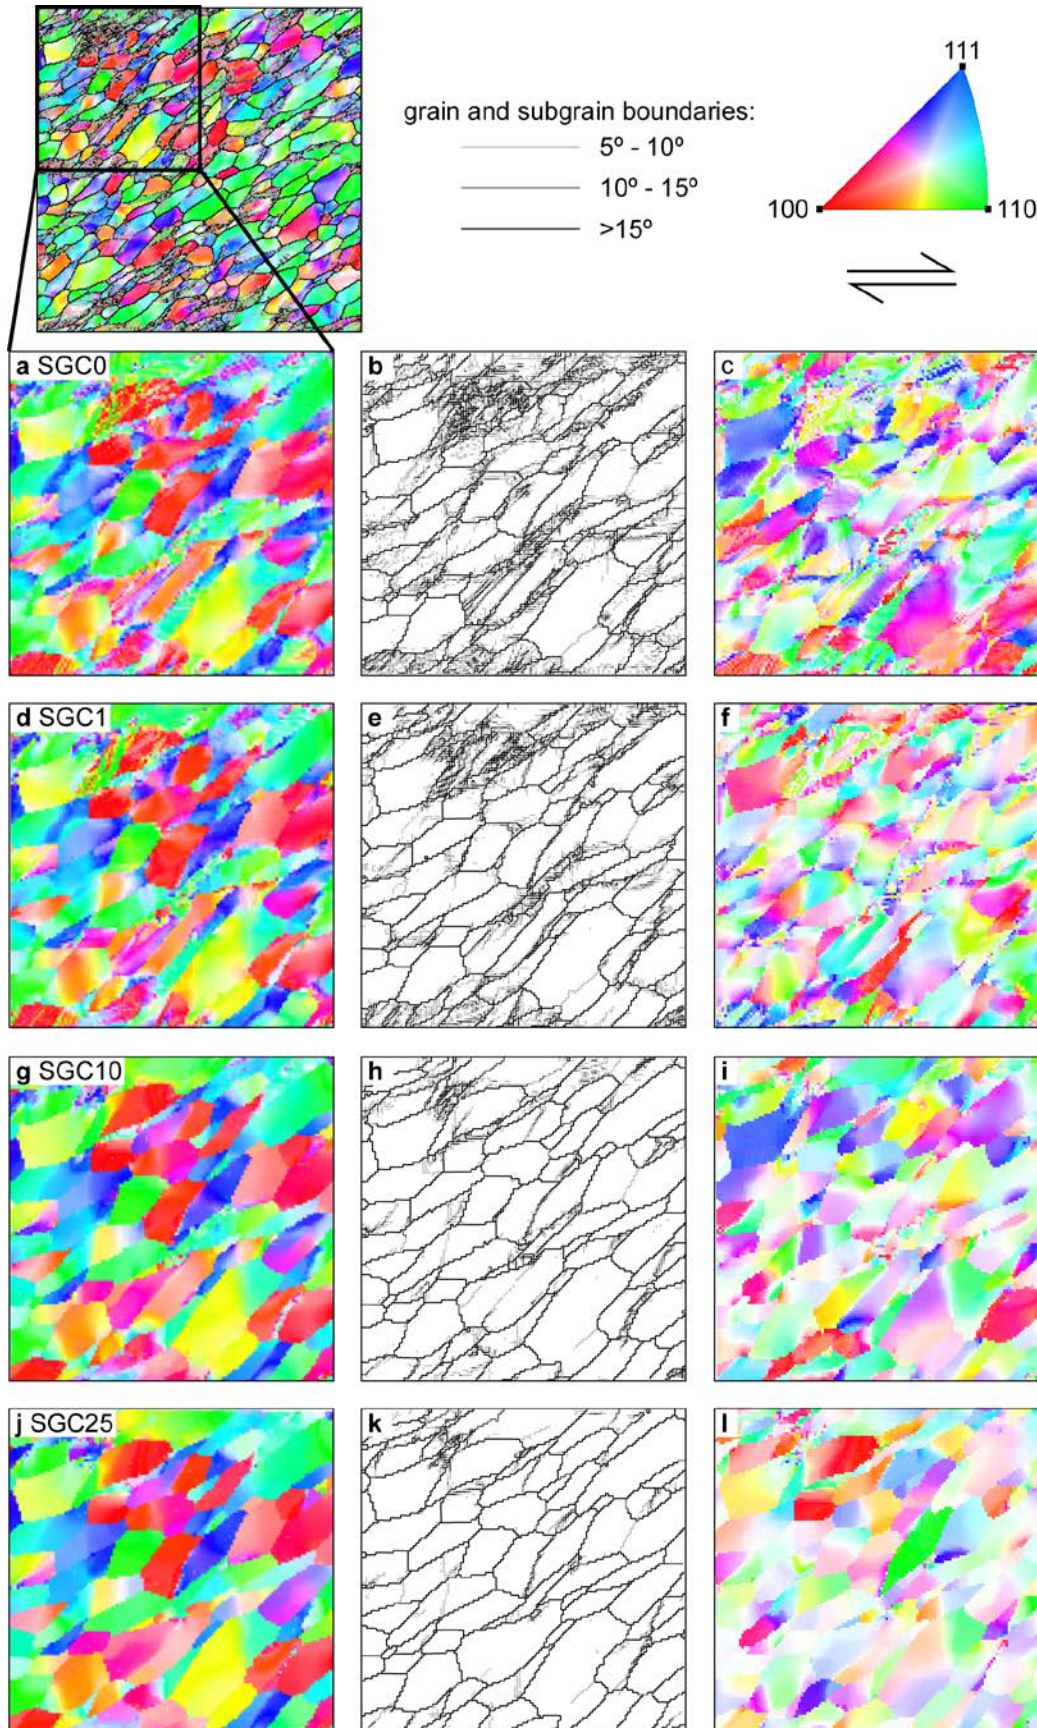 111
grain and subgrain boundaries:
5º - 10º
10º - 15º
>15º
100
110
a SGC0
b
c
d SGC1
e
f
g SGC10
h
i
j SGC25
k
l